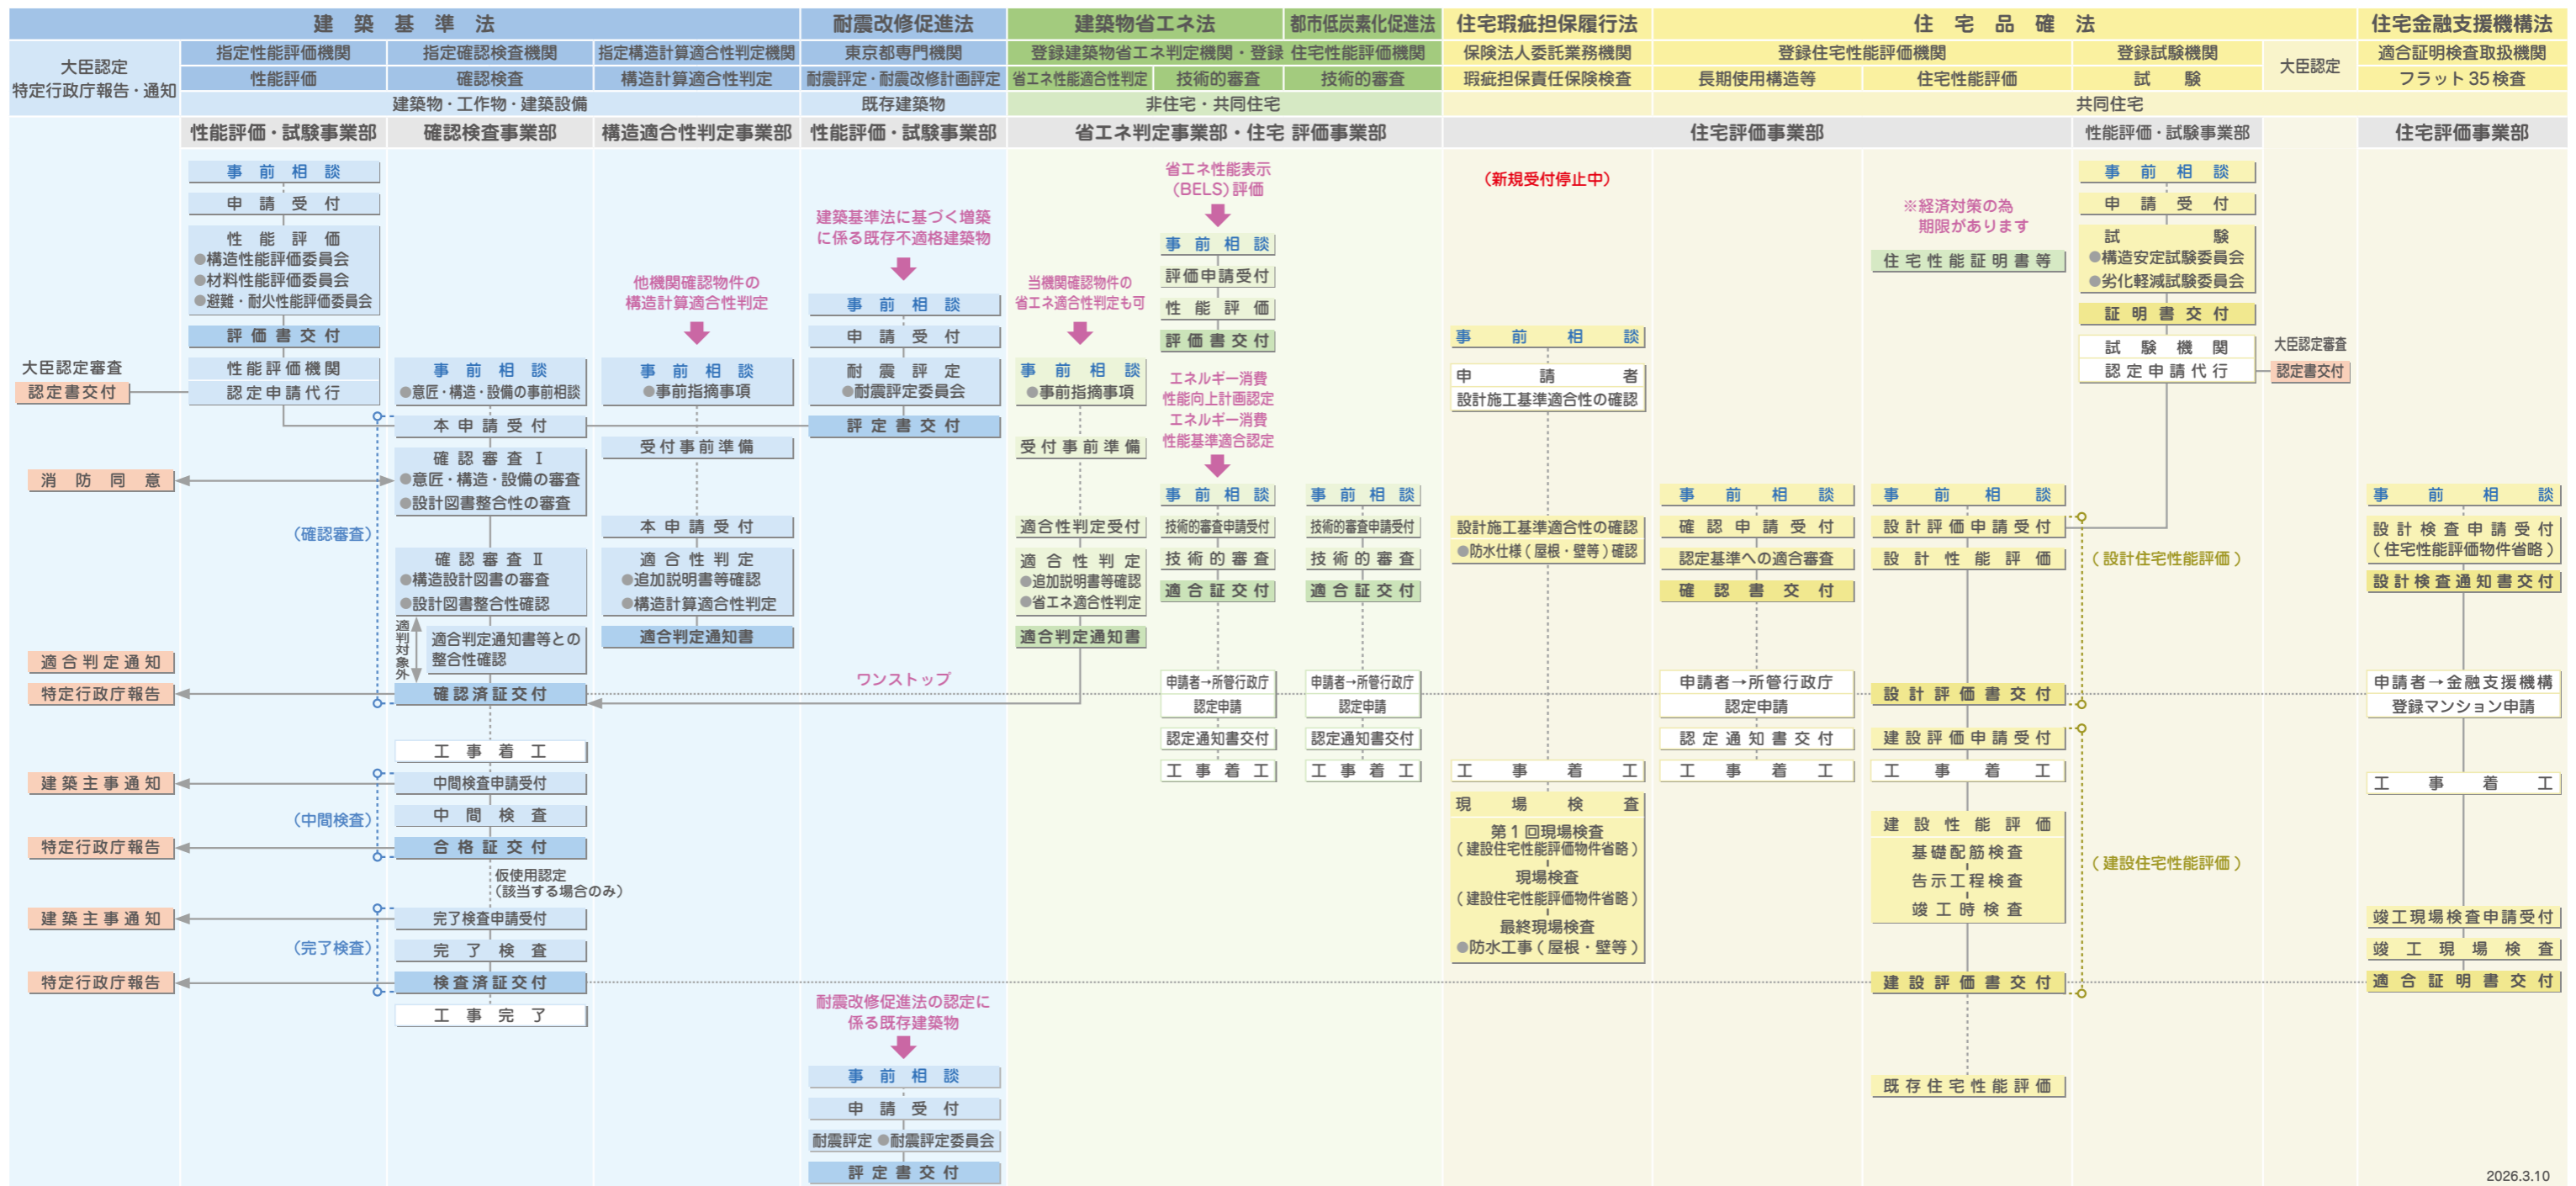 建築基準法
耐震改修促進法
建築物省エネ法
都市低炭素化促進法
住宅瑕疵担保履行法
住宅品確法
住宅金融支援機構法
大臣認定
特定行政庁報告・通知
指定性能評価機関
指定確認検査機関
指定構造計算適合性判定機関
東京都専門機関
登録建築物省エネ判定機関・登録 住宅性能評価機関
保険法人委託業務機関
登録住宅性能評価機関
登録試験機関
大臣認定
適合証明検査取扱機関
性能評価
確認検査
構造計算適合性判定
耐震評定・耐震改修計画評定
省エネ性能適合性判定
技術的審査
技術的審査
瑕疵担保責任保険検査
長期使用構造等
住宅性能評価
試験
フラット35検査
建築物・工作物・建築設備
既存建築物
非住宅・共同住宅
共同住宅
性能評価・試験事業部
確認検査事業部
構造適合性判定事業部
性能評価・試験事業部
省エネ判定事業部・住宅 評価事業部
住宅評価事業部
性能評価・試験事業部
住宅評価事業部
大臣認定審査
認定書交付
消防同意
適合判定通知
特定行政庁報告
建築主事通知
特定行政庁報告
建築主事通知
特定行政庁報告
事前相談
申請受付
性能評価
●構造性能評価委員会
●材料性能評価委員会
●避難・耐火性能評価委員会
評価書交付
性能評価機関
認定申請代行
(確認審査)
(中間検査)
(完了検査)
事前相談
●意匠・構造・設備の事前相談
本申請受付
確認審査Ⅰ
●意匠・構造・設備の審査
●設計図書整合性の審査
確認審査Ⅱ
●構造設計図書の審査
●設計図書整合性確認
適判対象外
適合判定通知書等との
整合性確認
確認済証交付
工事着工
中間検査申請受付
中間検査
合格証交付
仮使用認定
(該当する場合のみ)
完了検査申請受付
完了検査
検査済証交付
工事完了
他機関確認物件の
構造計算適合性判定
事前相談
●事前指摘事項
受付事前準備
本申請受付
適合性判定
●追加説明書等確認
●構造計算適合性判定
適合判定通知書
建築基準法に基づく増築
に係る既存不適格建築物
事前相談
申請受付
耐震評定
●耐震評定委員会
評定書交付
ワンストップ
耐震改修促進法の認定に
係る既存建築物
事前相談
申請受付
耐震評定 ●耐震評定委員会
評定書交付
当機関確認物件の
省エネ適合性判定も可
事前相談
●事前指摘事項
受付事前準備
適合性判定受付
適合性判定
●追加説明書等確認
●省エネ適合性判定
適合判定通知書
省エネ性能表示
(BELS)評価
事前相談
評価申請受付
性能評価
評価書交付
エネルギー消費
性能向上計画認定
エネルギー消費
性能基準適合認定
事前相談
技術的審査申請受付
技術的審査
適合証交付
申請者→所管行政庁
認定申請
認定通知書交付
工事着工
事前相談
技術的審査申請受付
技術的審査
適合証交付
申請者→所管行政庁
認定申請
認定通知書交付
工事着工
(新規受付停止中)
事前相談
申請者
設計施工基準適合性の確認
設計施工基準適合性の確認
●防水仕様(屋根・壁等)確認
工事着工
現場検査
第1回現場検査
(建設住宅性能評価物件省略)
現場検査
(建設住宅性能評価物件省略)
最終現場検査
●防水工事(屋根・壁等)
事前相談
確認申請受付
認定基準への適合審査
確認書交付
申請者→所管行政庁
認定申請
認定通知書交付
工事着工
※経済対策の為
期限があります
住宅性能証明書等
事前相談
設計評価申請受付
設計性能評価
設計評価書交付
建設評価申請受付
工事着工
建設性能評価
基礎配筋検査
告示工程検査
竣工時検査
建設評価書交付
既存住宅性能評価
(設計住宅性能評価)
(建設住宅性能評価)
事前相談
申請受付
試験
●構造安定試験委員会
●劣化軽減試験委員会
証明書交付
試験機関
認定申請代行
大臣認定審査
認定書交付
事前相談
設計検査申請受付
(住宅性能評価物件省略)
設計検査通知書交付
申請者→金融支援機構
登録マンション申請
工事着工
竣工現場検査申請受付
竣工現場検査
適合証明書交付
2026.3.10